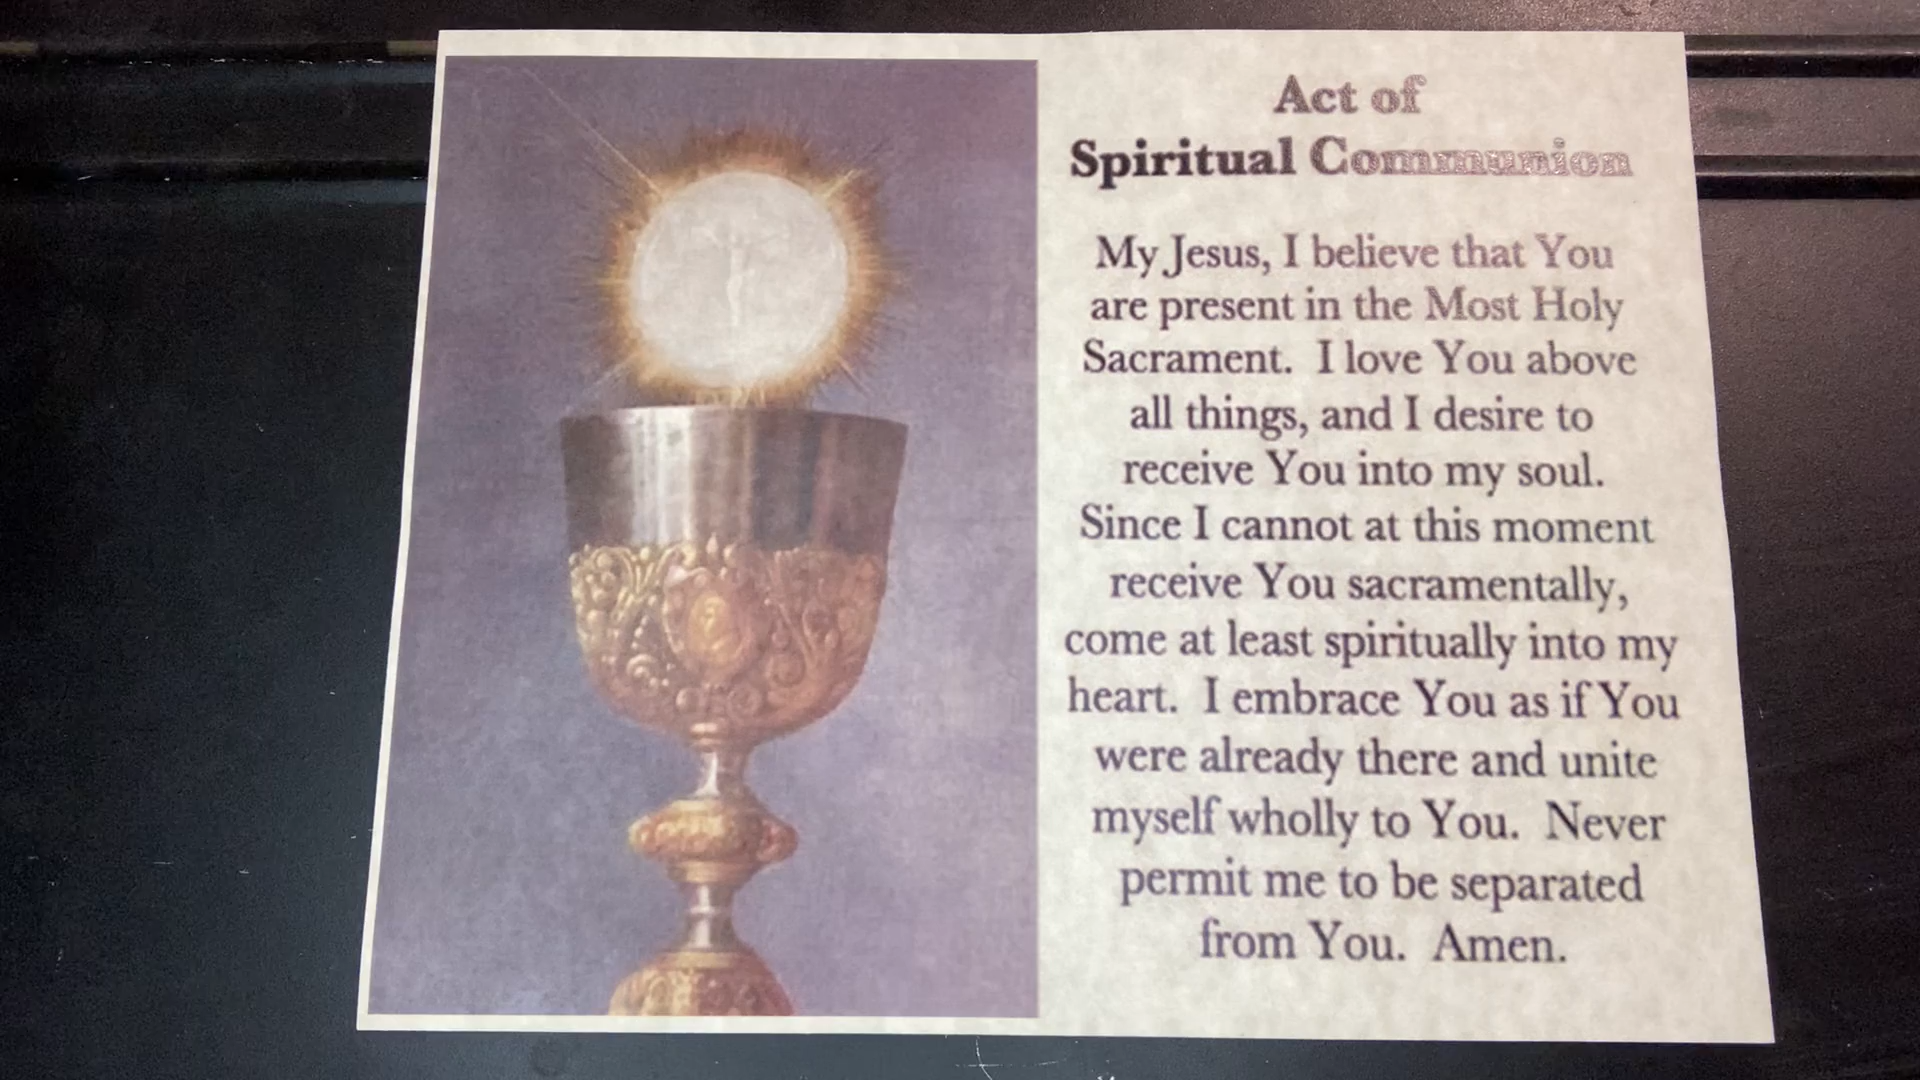 Act of
Spiritual Communion
My Jesus, I believe that You
are present in the Most Holy
Sacrament. I love You above
all things, and I desire to
receive You into my soul.
Since I cannot at this moment
receive You sacramentally,
come at least spiritually into my
heart. I embrace You as if You
were already there and unite
myself wholly to You. Never
permit me to be separated
from You. Amen.